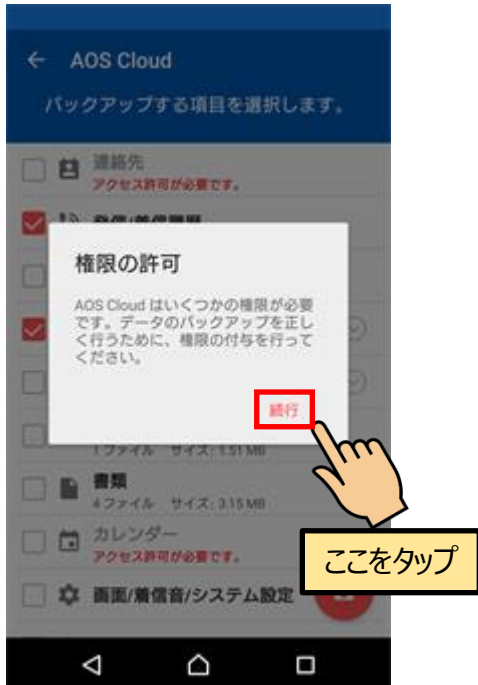 AOS Cloud
バックアップする項目を選択します。
連絡先
アクセス許可が必要です。
発信/着信履歴
権限の許可
AOS Cloud はいくつかの権限が必要
です。データのバックアップを正し
く行うために、権限の付与を行って
ください。
続行
1 ファイル サイズ: 1.51 MB
書類
4 ファイル サイズ: 3.15 MB
カレンダー
アクセス許可が必要です。
ここをタップ
画面/着信音/システム設定